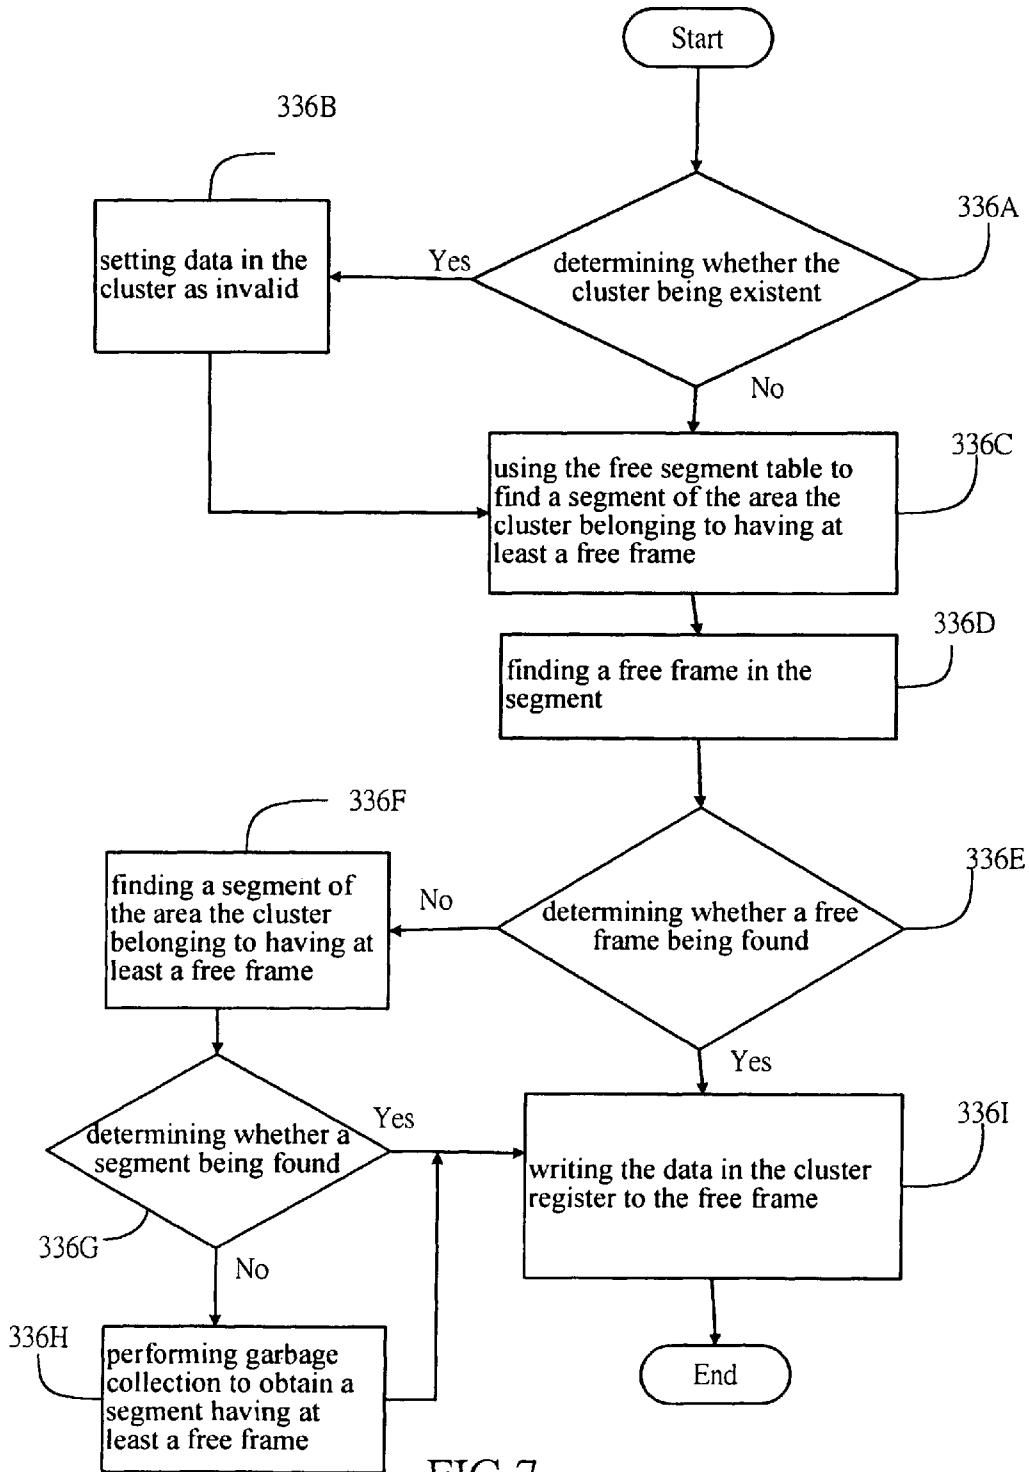 Start
336B
336A
setting data in the
cluster as invalid
Yes
determining whether the
cluster being existent
No
336C
using the free segment table to
find a segment of the area the
cluster belonging to having at
least a free frame
336D
finding a free frame in the
segment
336F
336E
finding a segment of
the area the cluster
belonging to having at
least a free frame
No
determining whether a free
frame being found
Yes
Yes
336I
determining whether a
segment being found
writing the data in the cluster
register to the free frame
336G
No
336H
performing garbage
collection to obtain a
segment having at
least a free frame
End
FIG.7